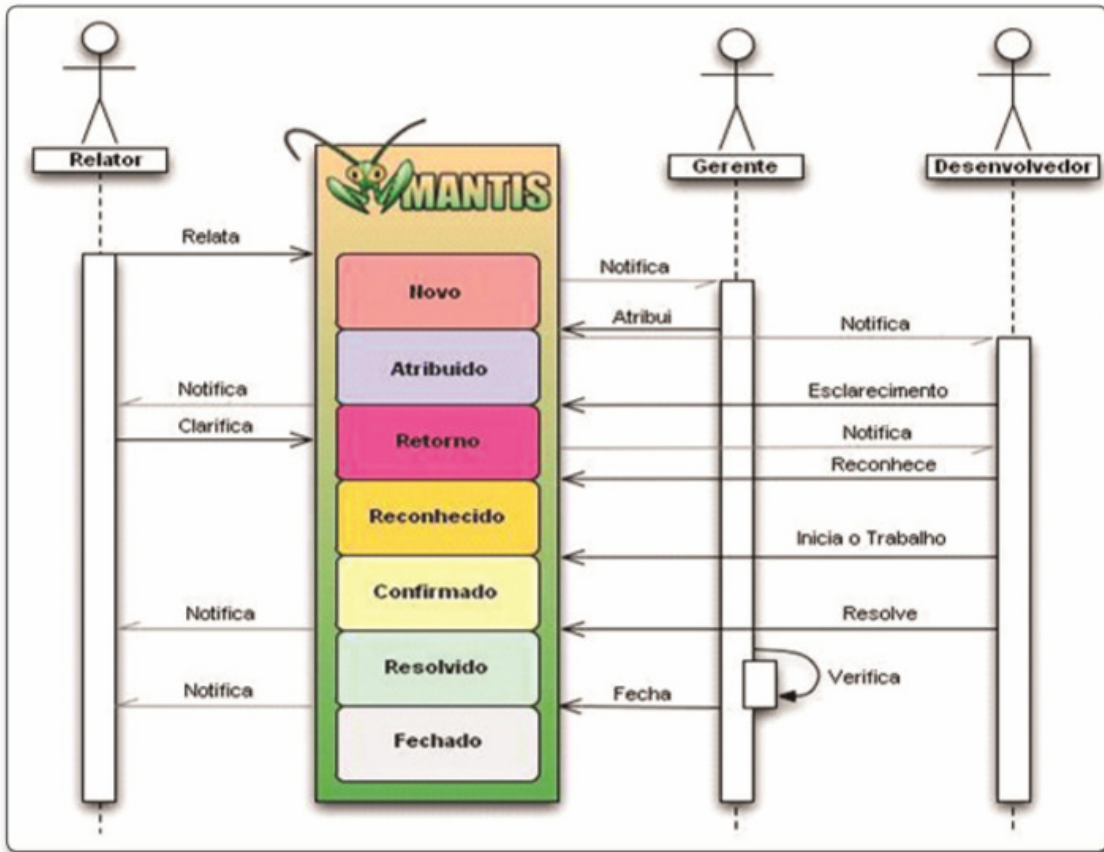 Relator
Gerente
Desenvolvedor
MANTIS
Relata
Novo
Notifica
Atribui
Notifica
Atribuido
Notifica
Esclarecimento
Clarifica
Retorno
Notifica
Reconhece
Reconhecido
Inicia o Trabalho
Confirmado
Notifica
Resolve
Resolvido
Verifica
Notifica
Fecha
Fechado